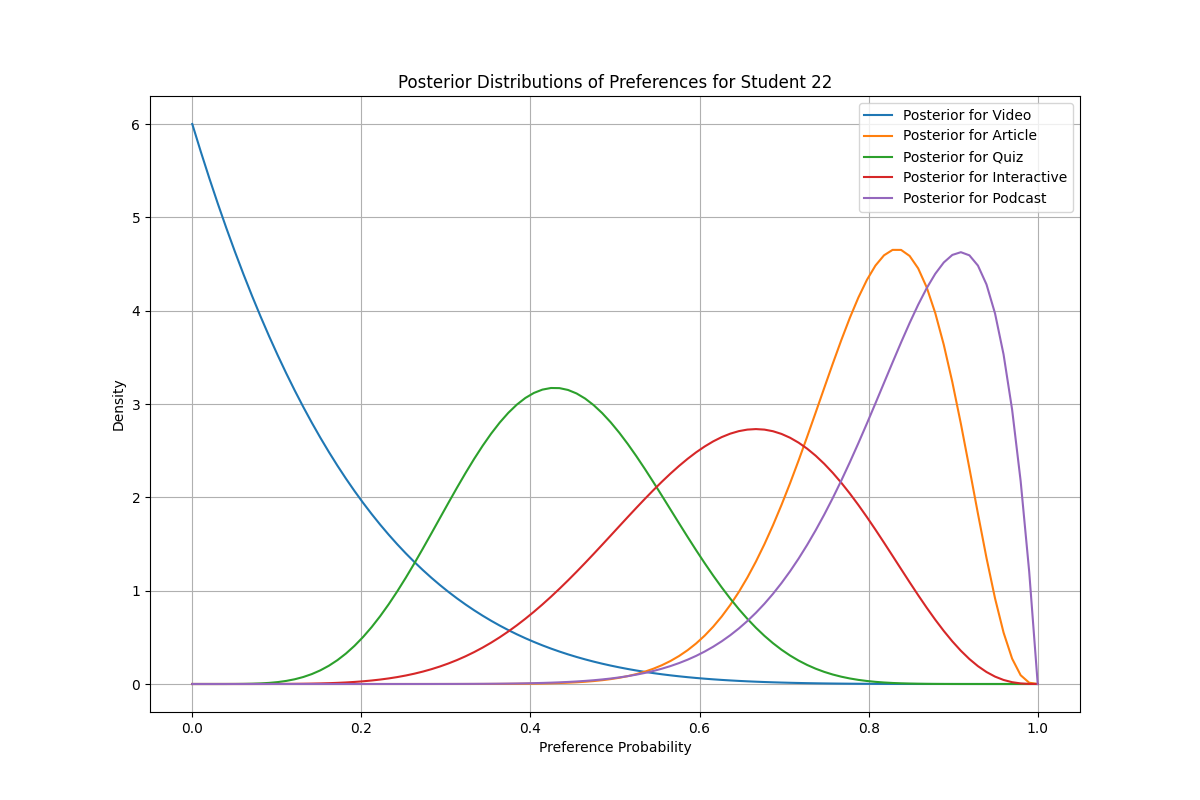 Posterior Distributions of Preferences for Student 22
Posterior for Video
Posterior for Article
Posterior for Quiz
Posterior for Interactive
Posterior for Podcast
Density
6
5
4
3
2
1
0
0.0 0.2 0.4 0.6 0.8 1.0
Preference Probability